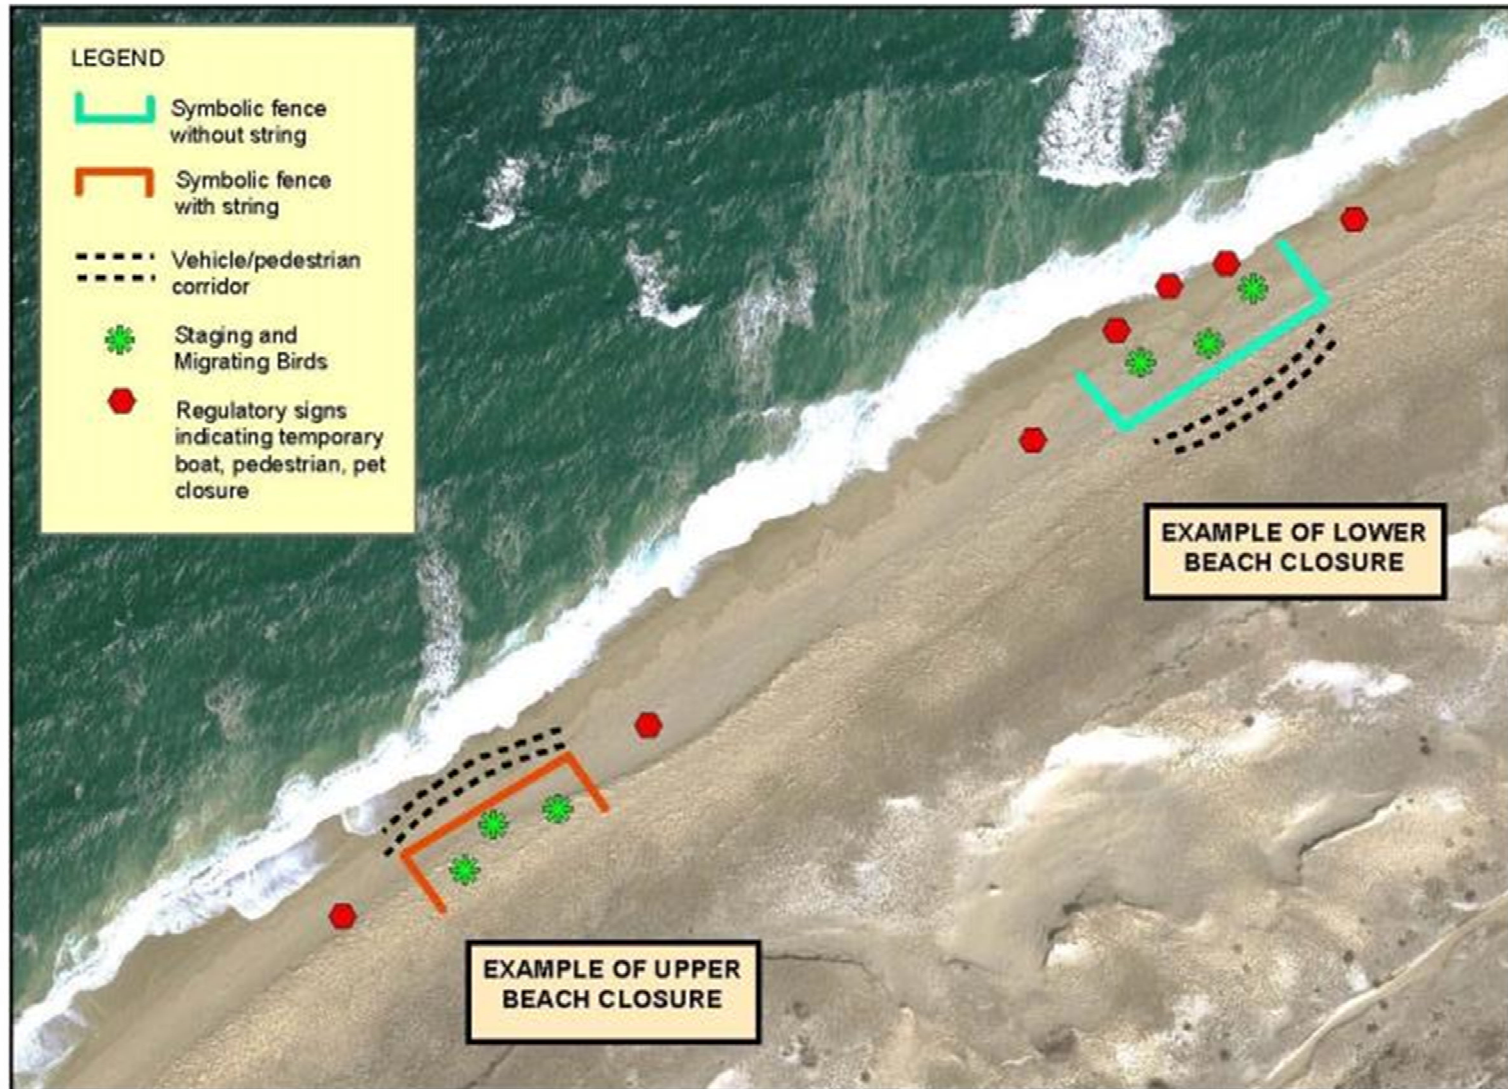 LEGEND
Symbolic fence
without string
Symbolic fence
with string
Vehicle/pedestrian
corridor
Staging and
Migrating Birds
Regulatory signs
indicating temporary
boat, pedestrian, pet
closure
EXAMPLE OF LOWER
BEACH CLOSURE
EXAMPLE OF UPPER
BEACH CLOSURE